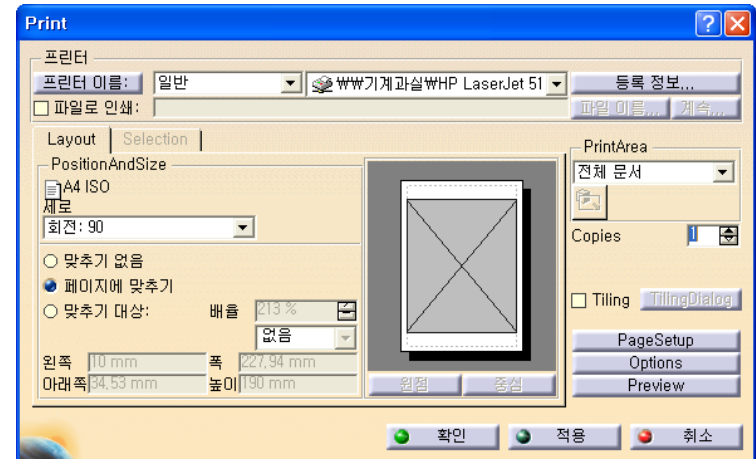 Print
프린터
프린터 이름: 일반 ₩₩기계과실₩HP LaserJet 51 등록 정보...
파일로 인쇄: 파일 이름... 계속...
Layout Selection
PositionAndSize
A4 ISO
세로
회전: 90
맞추기 없음
페이지에 맞추기
맞추기 대상: 배율 213 %
없음
왼쪽 10 mm 폭 227,94 mm
아래쪽 34,53 mm 높이 190 mm
원점 중심
PrintArea
전체 문서
Copies 1
Tiling TilingDialog
PageSetup
Options
Preview
확인 적용 취소